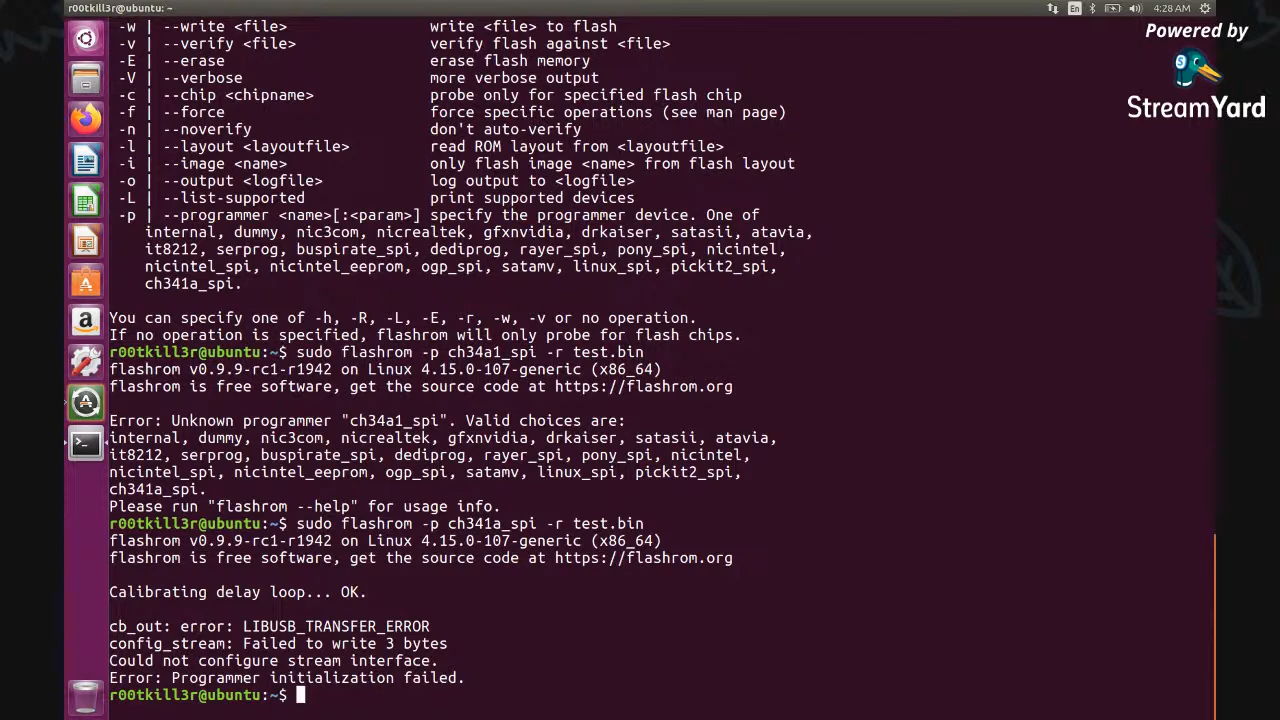 r00tkill3r@ubuntu: ~
En
4:28 AM
Powered by
StreamYard
-w | --write <file> write <file> to flash
-v | --verify <file> verify flash against <file>
-E | --erase erase flash memory
-V | --verbose more verbose output
-c | --chip <chipname> probe only for specified flash chip
-f | --force force specific operations (see man page)
-n | --noverify don't auto-verify
-l | --layout <layoutfile> read ROM layout from <layoutfile>
-i | --image <name> only flash image <name> from flash layout
-o | --output <logfile> log output to <logfile>
-L | --list-supported print supported devices
-p | --programmer <name>[:<param>] specify the programmer device. One of
internal, dummy, nic3com, nicrealtek, gfxnvidia, drkaiser, satasii, atavia,
it8212, serprog, buspirate_spi, dediprog, rayer_spi, pony_spi, nicintel,
nicintel_spi, nicintel_eeprom, ogp_spi, satamv, linux_spi, pickit2_spi,
ch341a_spi.
You can specify one of -h, -R, -L, -E, -r, -w, -v or no operation.
If no operation is specified, flashrom will only probe for flash chips.
r00tkill3r@ubuntu:~$ sudo flashrom -p ch34a1_spi -r test.bin
flashrom v0.9.9-rc1-r1942 on Linux 4.15.0-107-generic (x86_64)
flashrom is free software, get the source code at https://flashrom.org
Error: Unknown programmer "ch34a1_spi". Valid choices are:
internal, dummy, nic3com, nicrealtek, gfxnvidia, drkaiser, satasii, atavia,
it8212, serprog, buspirate_spi, dediprog, rayer_spi, pony_spi, nicintel,
nicintel_spi, nicintel_eeprom, ogp_spi, satamv, linux_spi, pickit2_spi,
ch341a_spi.
Please run "flashrom --help" for usage info.
r00tkill3r@ubuntu:~$ sudo flashrom -p ch341a_spi -r test.bin
flashrom v0.9.9-rc1-r1942 on Linux 4.15.0-107-generic (x86_64)
flashrom is free software, get the source code at https://flashrom.org
Calibrating delay loop... OK.
cb_out: error: LIBUSB_TRANSFER_ERROR
config_stream: Failed to write 3 bytes
Could not configure stream interface.
Error: Programmer initialization failed.
r00tkill3r@ubuntu:~$